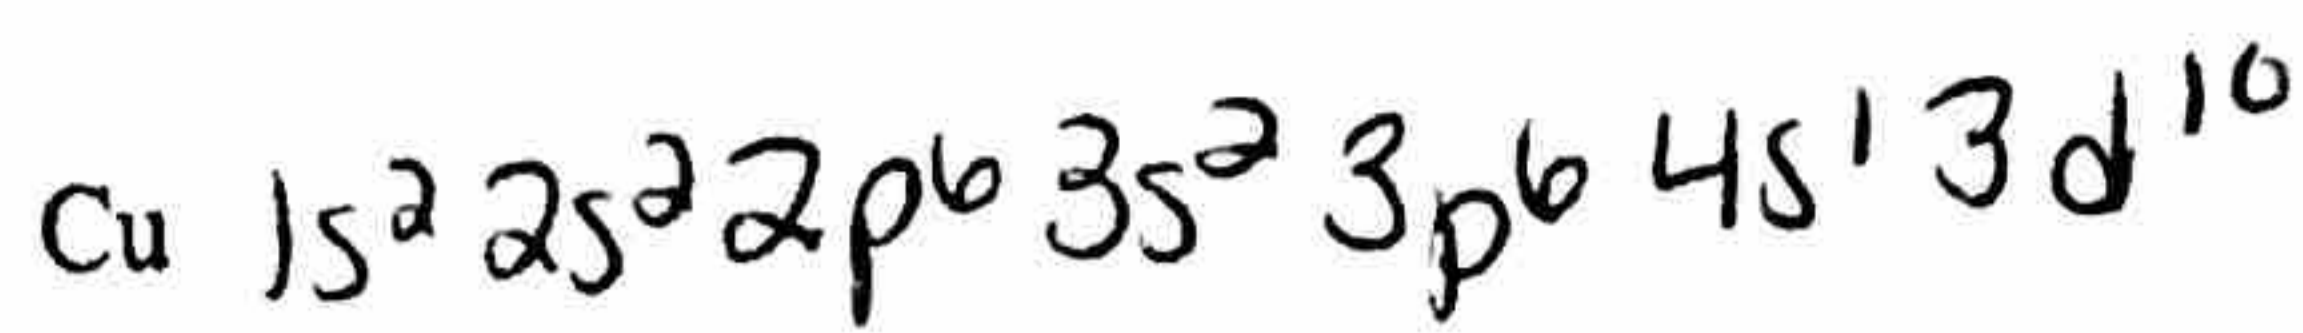 Cu 1s² 2s² 2p⁶ 3s² 3p⁶ 4s¹ 3d¹⁰